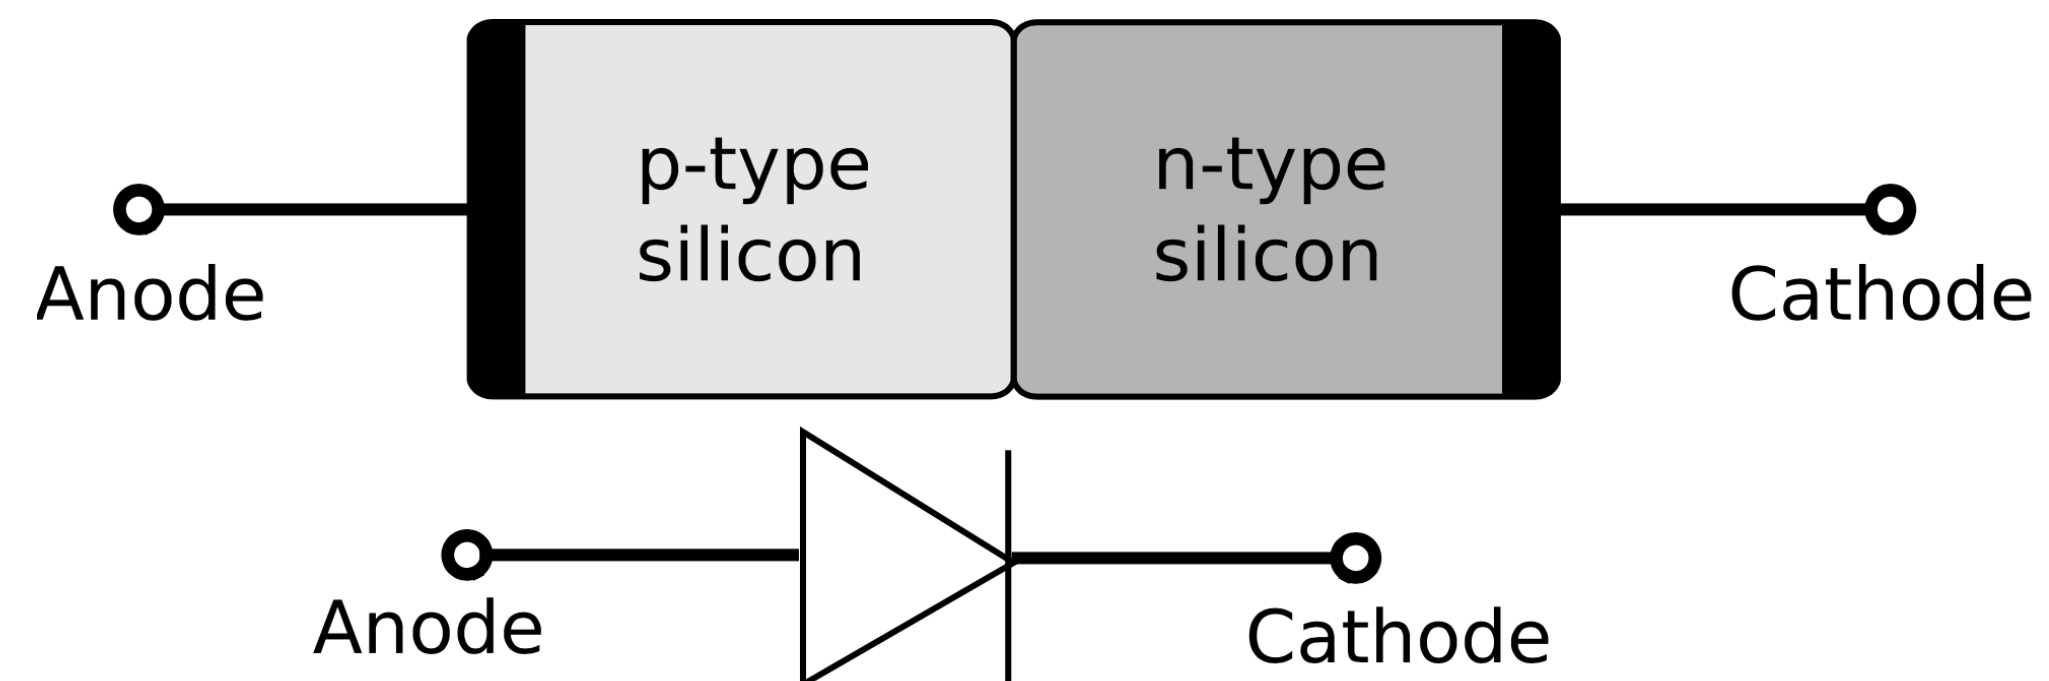 p-type
silicon
n-type
silicon
Anode
Cathode
Anode
Cathode